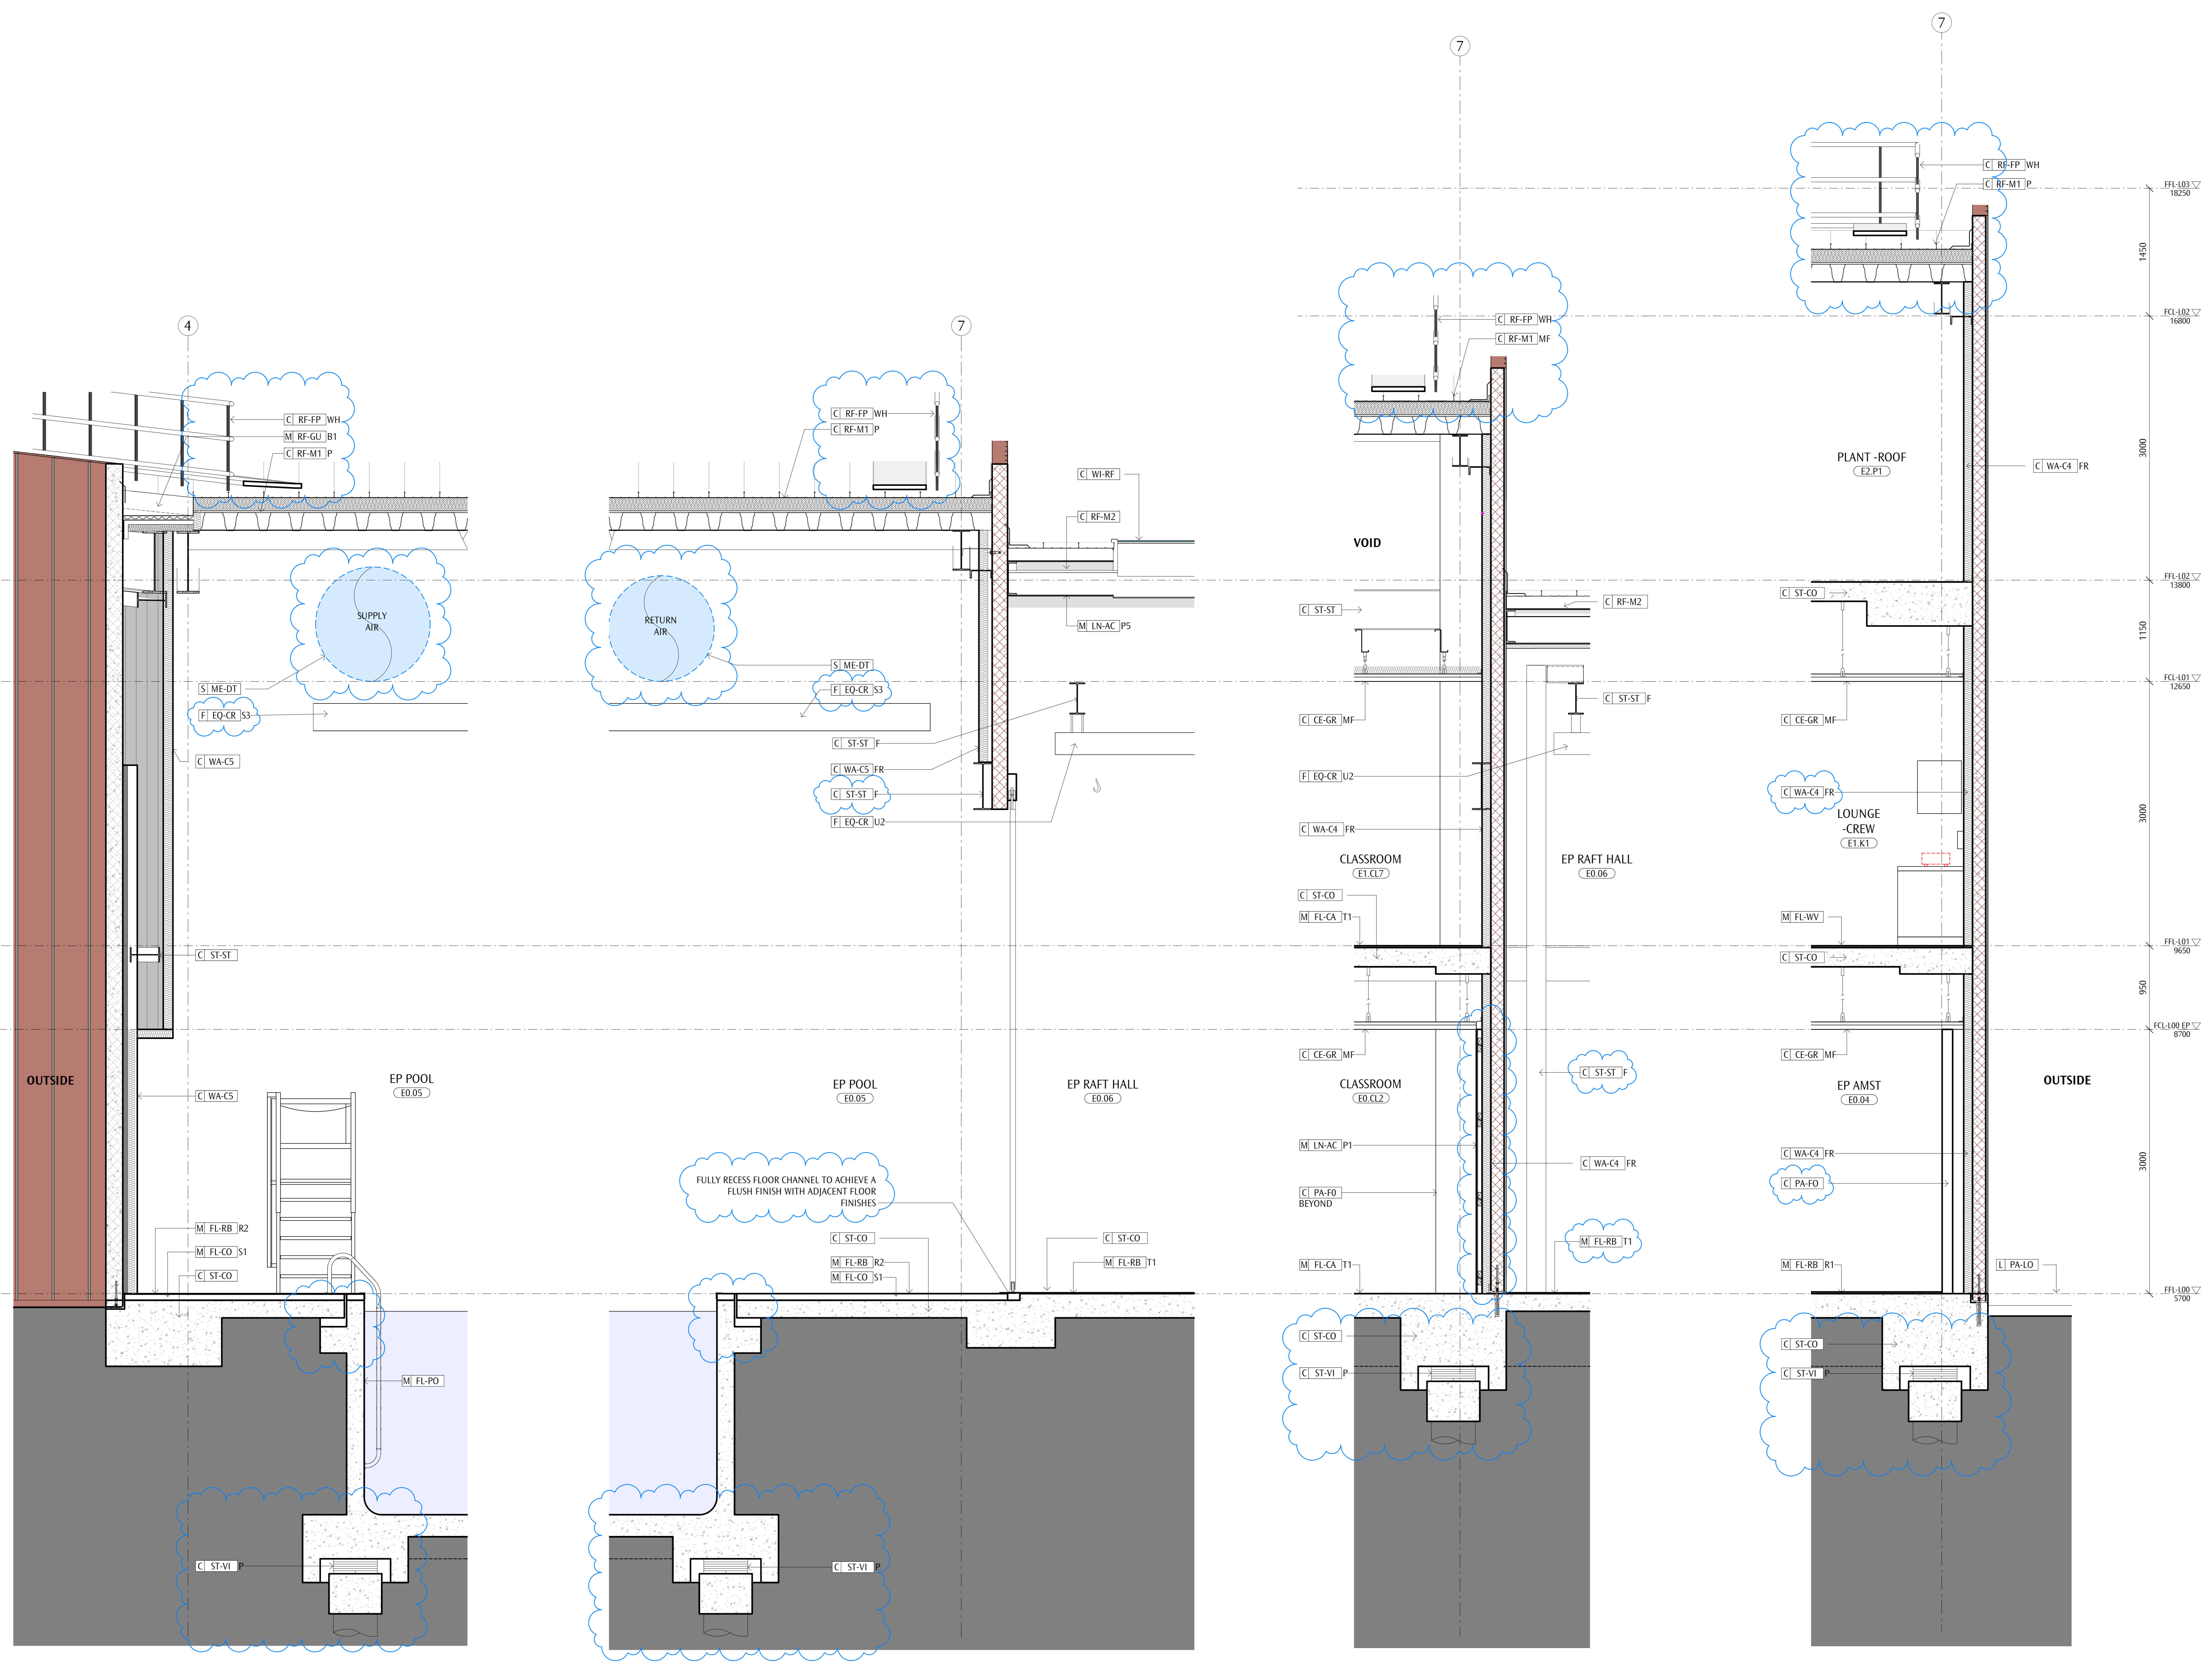 4
C RF-FP WH
M RF-GU B1
C RF-M1 P
SUPPLY
AIR
S ME-DT
F EQ-CR S3
C WA-C5
C ST-ST
OUTSIDE
EP POOL
E0.05
C WA-C5
M FL-RB R2
M FL-CO S1
C ST-CO
M FL-PO
C ST-VI P
7
C RF-FP WH
C RF-M1 P
C WI-RF
C RF-M2
RETURN
AIR
M LN-AC P5
S ME-DT
F EQ-CR S3
C ST-ST F
C WA-C5 FR
C ST-ST F
F EQ-CR U2
EP POOL
E0.05
EP RAFT HALL
E0.06
FULLY RECESS FLOOR CHANNEL TO ACHIEVE A
FLUSH FINISH WITH ADJACENT FLOOR
FINISHES
C ST-CO
C ST-CO
M FL-RB R2
M FL-RB T1
M FL-CO S1
C ST-VI P
7
C RF-FP WH
C RF-M1 MF
VOID
C ST-ST
C RF-M2
C ST-ST F
C CE-GR MF
F EQ-CR U2
C WA-C4 FR
CLASSROOM
E1.CL7
EP RAFT HALL
E0.06
C ST-CO
M FL-CA T1
C CE-GR MF
C ST-ST F
CLASSROOM
E0.CL2
M LN-AC P1
C WA-C4 FR
C PA-F0
BEYOND
M FL-RB T1
M FL-CA T1
C ST-CO
C ST-VI P
7
C RF-FP WH
C RF-M1 P
PLANT -ROOF
E2.P1
C WA-C4 FR
C ST-CO
C CE-GR MF
C WA-C4 FR
LOUNGE
-CREW
E1.K1
M FL-WV
C ST-CO
C CE-GR MF
EP AMST
E0.04
OUTSIDE
C WA-C4 FR
C PA-FO
M FL-RB R1
L PA-LO
C ST-CO
C ST-VI P
FFL-L03
18250
1450
FCL-L02
16800
3000
FFL-L02
13800
1150
FCL-L01
12650
3000
FFL-L01
9650
950
FCL-L00 EP
8700
3000
FFL-L00
5700